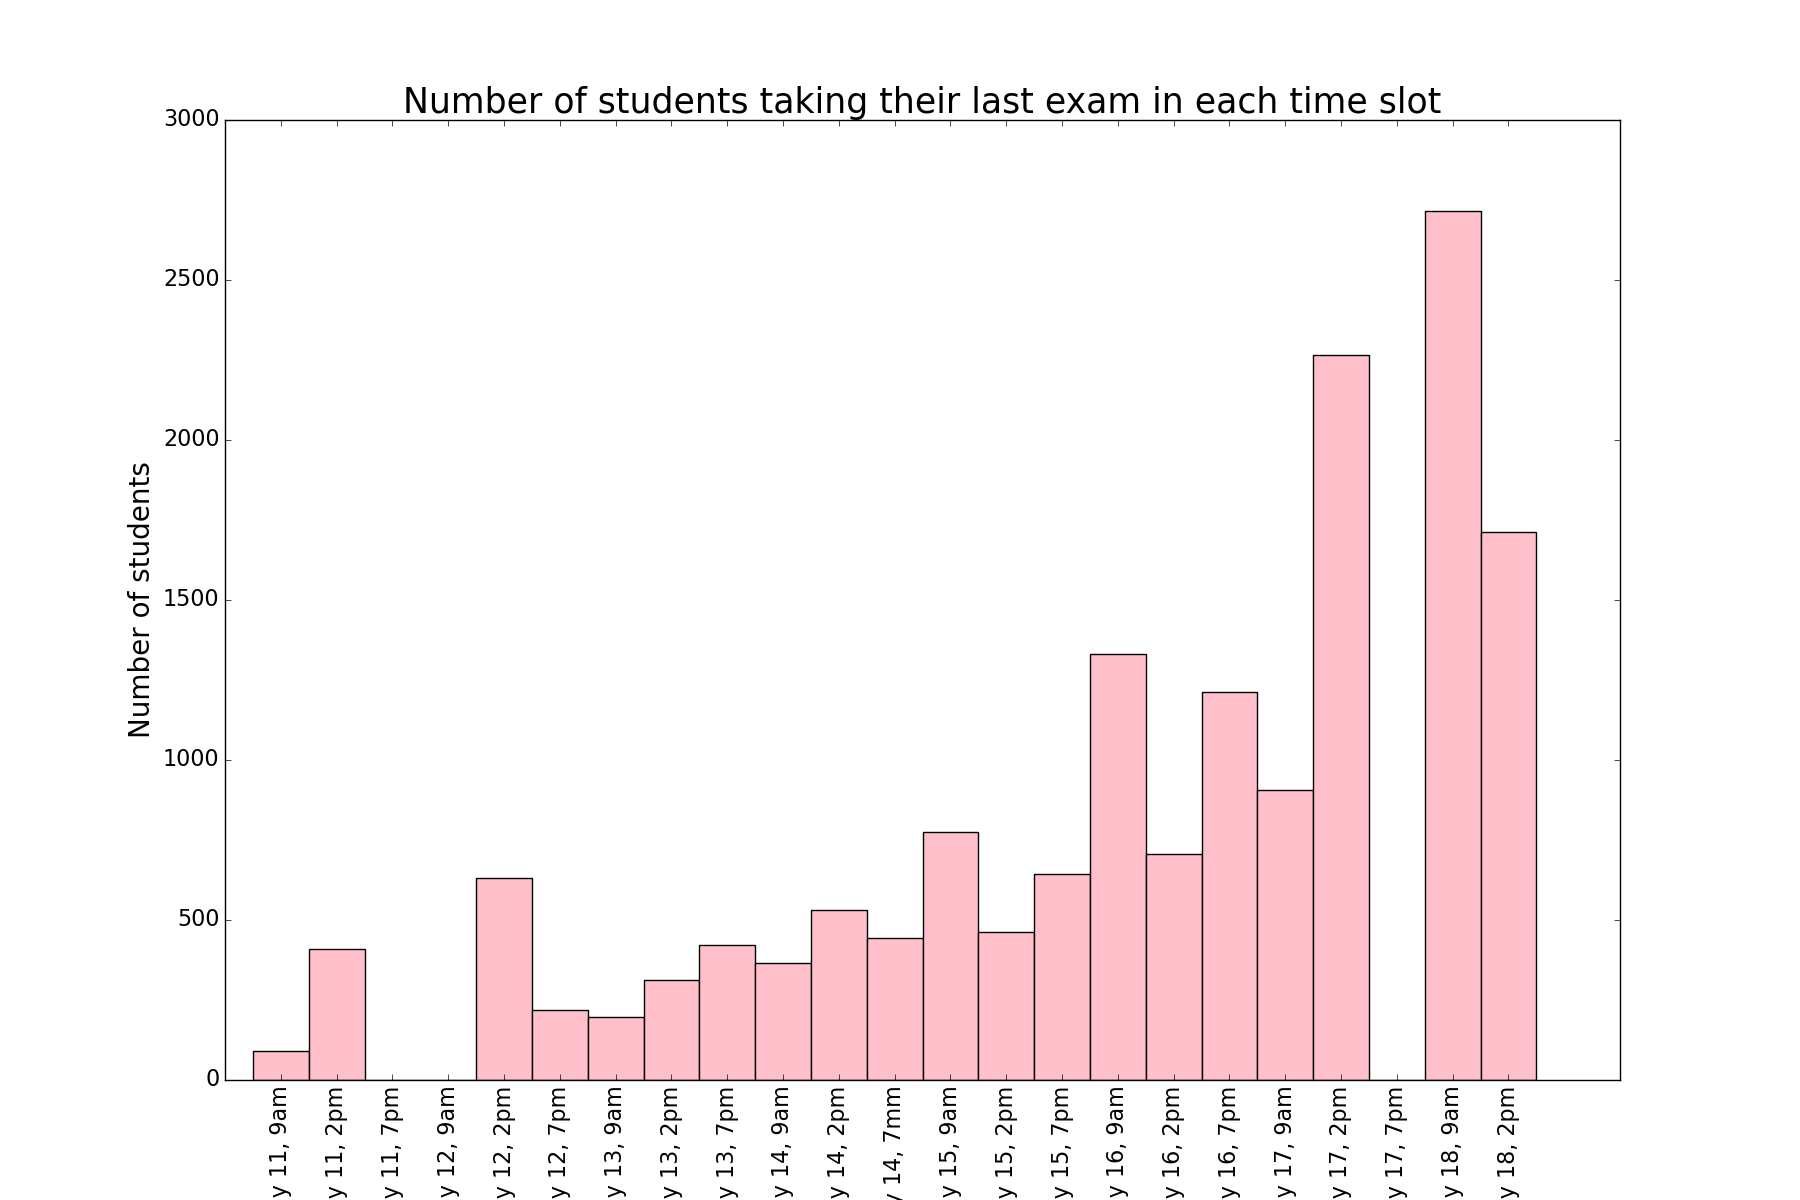 Number of students taking their last exam in each time slot
3000
2500
2000
1500
1000
500
0
Number of students
y 11, 9am
y 11, 2pm
y 11, 7pm
y 12, 9am
y 12, 2pm
y 12, 7pm
y 13, 9am
y 13, 2pm
y 13, 7pm
y 14, 9am
y 14, 2pm
y 14, 7mm
y 15, 9am
y 15, 2pm
y 15, 7pm
y 16, 9am
y 16, 2pm
y 16, 7pm
y 17, 9am
y 17, 2pm
y 17, 7pm
y 18, 9am
y 18, 2pm